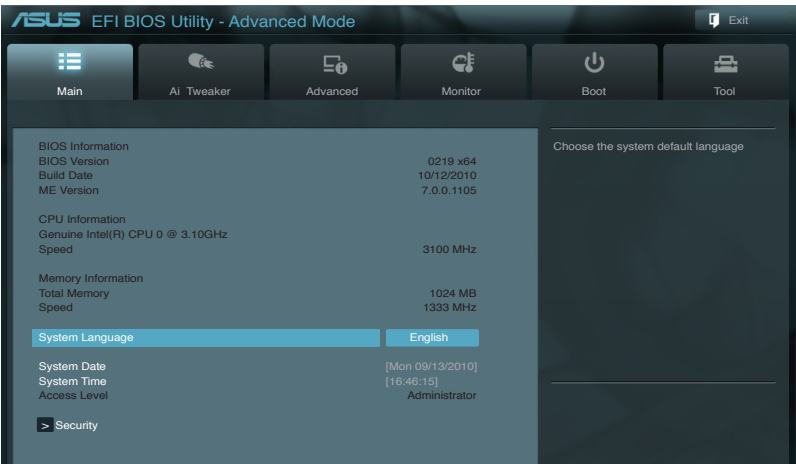 ASUS EFI BIOS Utility - Advanced Mode
Exit
Main Ai Tweaker Advanced Monitor Boot Tool
BIOS Information
BIOS Version 0219 x64
Build Date 10/12/2010
ME Version 7.0.0.1105
CPU Information
Genuine Intel(R) CPU 0 @ 3.10GHz
Speed 3100 MHz
Memory Information
Total Memory 1024 MB
Speed 1333 MHz
System Language English
System Date [Mon 09/13/2010]
System Time [16:46:15]
Access Level Administrator
> Security
Choose the system default language